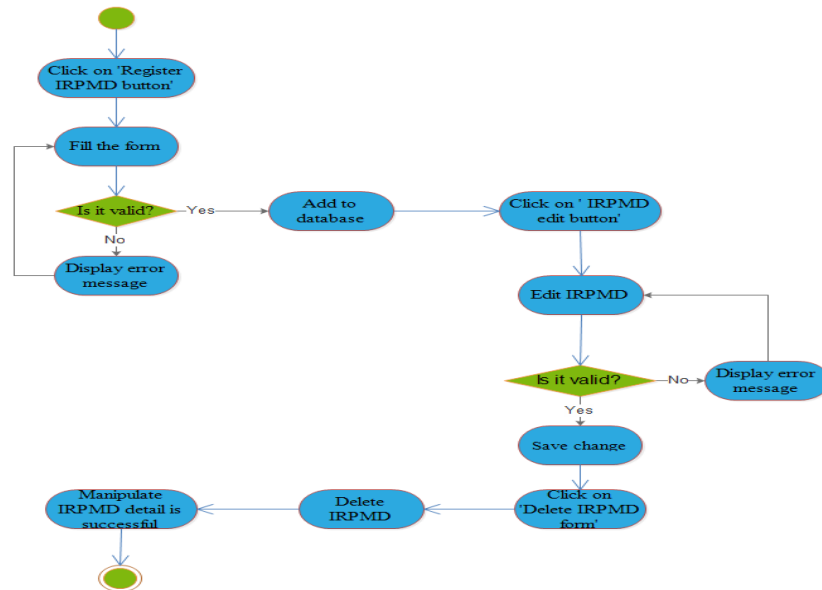 Click on 'Register
IRPMD button'
Fill the form
Is it valid?
Yes
No
Display error
message
Add to
database
Click on ' IRPMD
edit button'
Edit IRPMD
Is it valid?
No
Display error
message
Yes
Save change
Click on
'Delete IRPMD
form'
Delete
IRPMD
Manipulate
IRPMD detail is
successful